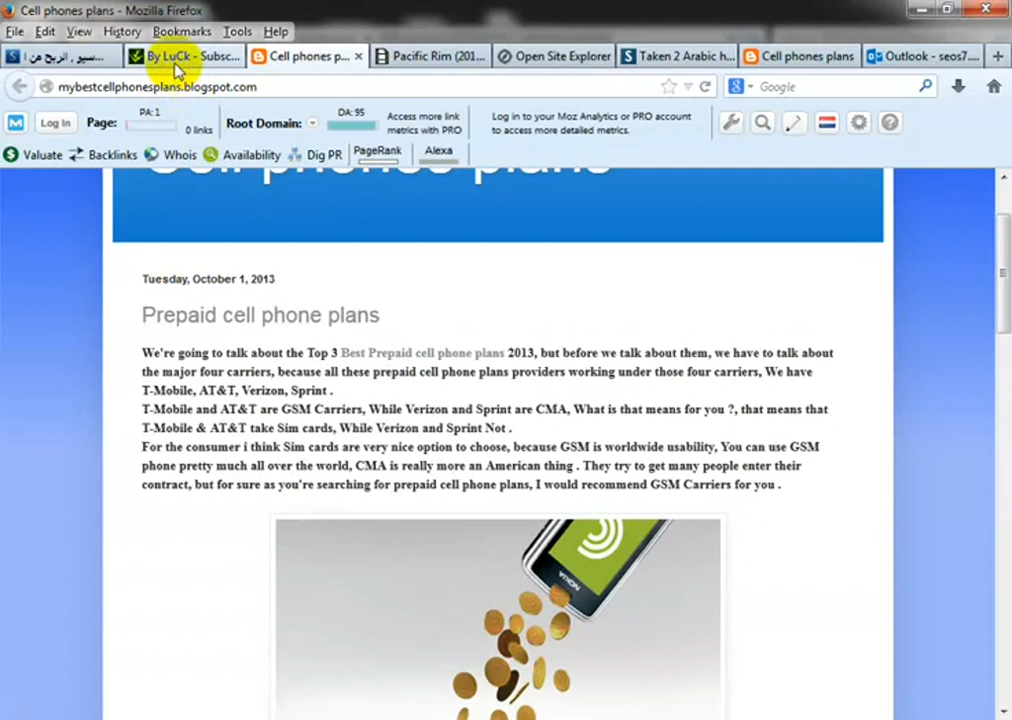 Cell phones plans - Mozilla Firefox
File Edit View History Bookmarks Tools Help
سيو , الربح من ا... By LuCk - Subsc... Cell phones p... Pacific Rim (201... Open Site Explorer Taken 2 Arabic h... Cell phones plans Outlook - seos7....
mybestcellphonesplans.blogspot.com Google
M Log In Page: PA: 1 0 links Root Domain: DA: 95 Access more link metrics with PRO Log in to your Moz Analytics or PRO account to access more detailed metrics.
Valuate Backlinks Whois Availability Dig PR PageRank Alexa
Cell phones plans
Tuesday, October 1, 2013
Prepaid cell phone plans
We're going to talk about the Top 3 Best Prepaid cell phone plans 2013, but before we talk about them, we have to talk about
the major four carriers, because all these prepaid cell phone plans providers working under those four carriers, We have
T-Mobile, AT&T, Verizon, Sprint .
T-Mobile and AT&T are GSM Carriers, While Verizon and Sprint are CMA, What is that means for you ?, that means that
T-Mobile & AT&T take Sim cards, While Verizon and Sprint Not .
For the consumer i think Sim cards are very nice option to choose, because GSM is worldwide usability, You can use GSM
phone pretty much all over the world, CMA is really more an American thing . They try to get many people enter their
contract, but for sure as you're searching for prepaid cell phone plans, I would recommend GSM Carriers for you .
NOKIA